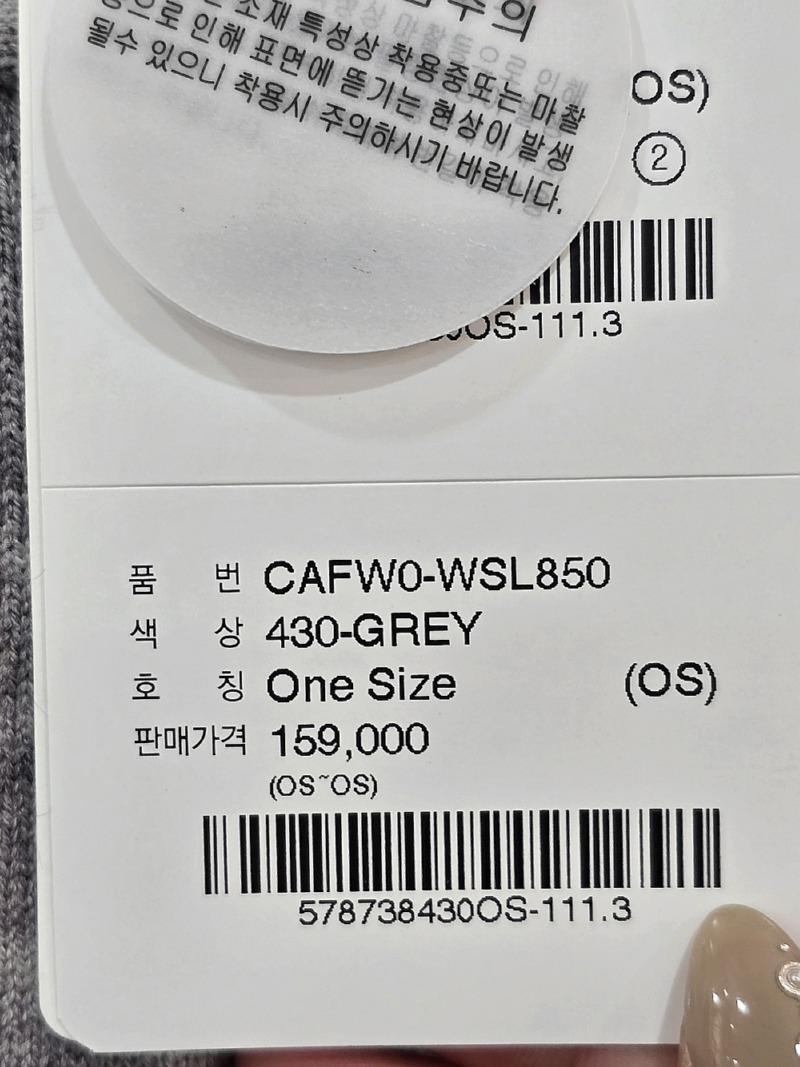 주의
소재 특성상 착용중또는 마찰
등으로 인해 표면에 뜯기는 현상이 발생
될수 있으니 착용시 주의하시기 바랍니다.
OS)
2
OS-111.3
품 번 CAFW0-WSL850
색 상 430-GREY
호 칭 One Size (OS)
판매가격 159,000
(OS~OS)
578738430OS-111.3